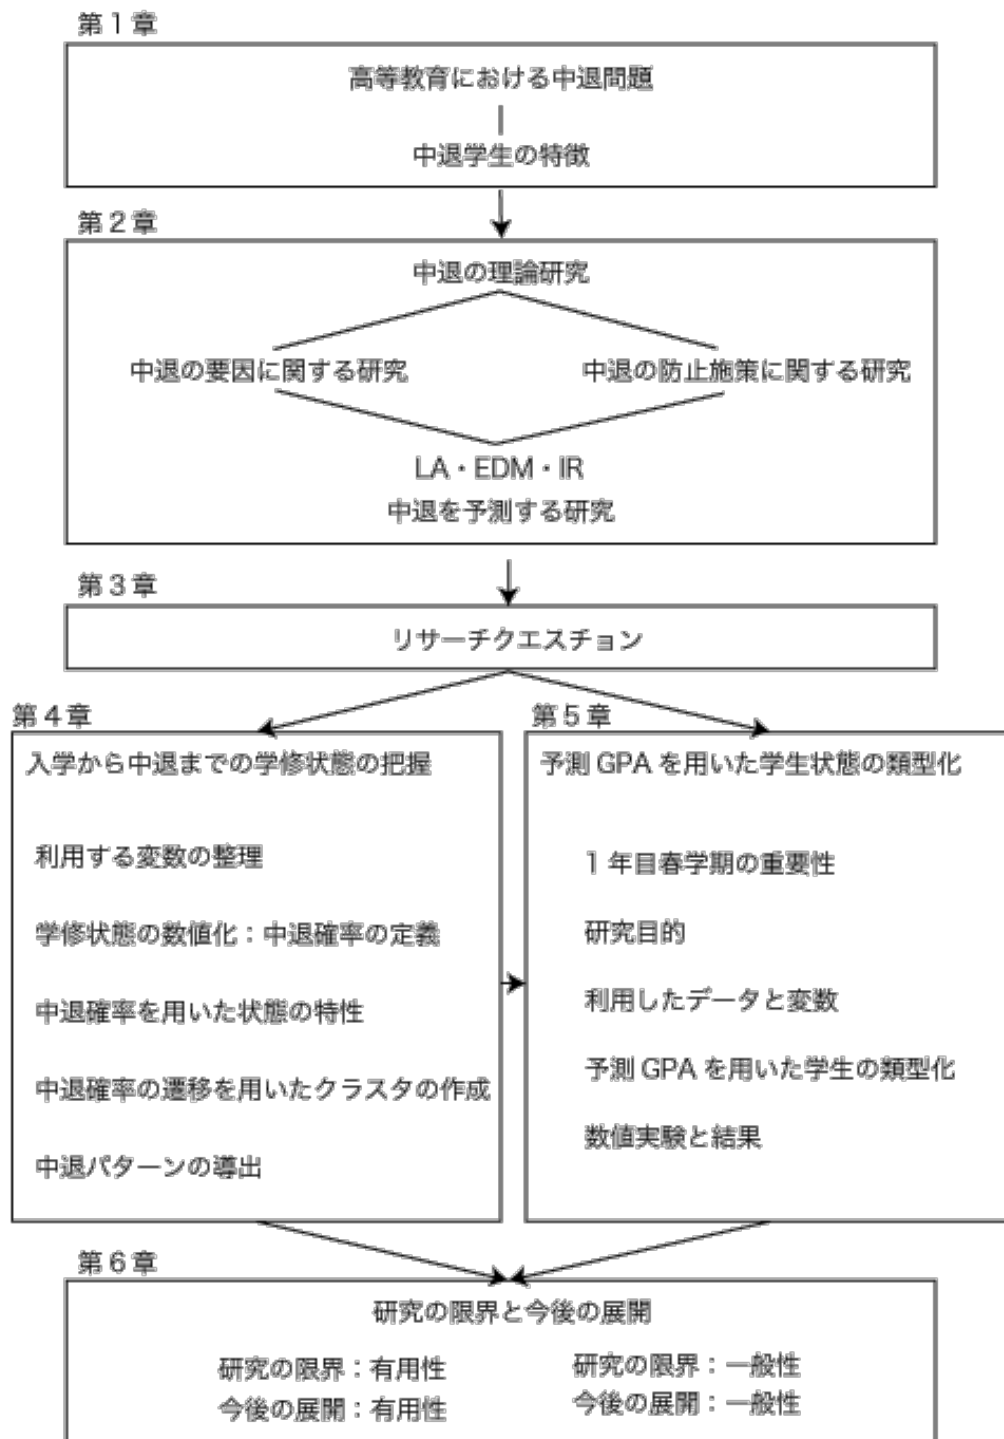 第1章
高等教育における中退問題
中退学生の特徴
第2章
中退の理論研究
中退の要因に関する研究
中退の防止施策に関する研究
LA・EDM・IR
中退を予測する研究
第3章
リサーチクエスチョン
第4章
入学から中退までの学修状態の把握
利用する変数の整理
学修状態の数値化：中退確率の定義
中退確率を用いた状態の特性
中退確率の遷移を用いたクラスタの作成
中退パターンの導出
第5章
予測 GPA を用いた学生状態の類型化
1 年目春学期の重要性
研究目的
利用したデータと変数
予測 GPA を用いた学生の類型化
数値実験と結果
第6章
研究の限界と今後の展開
研究の限界：有用性
今後の展開：有用性
研究の限界：一般性
今後の展開：一般性